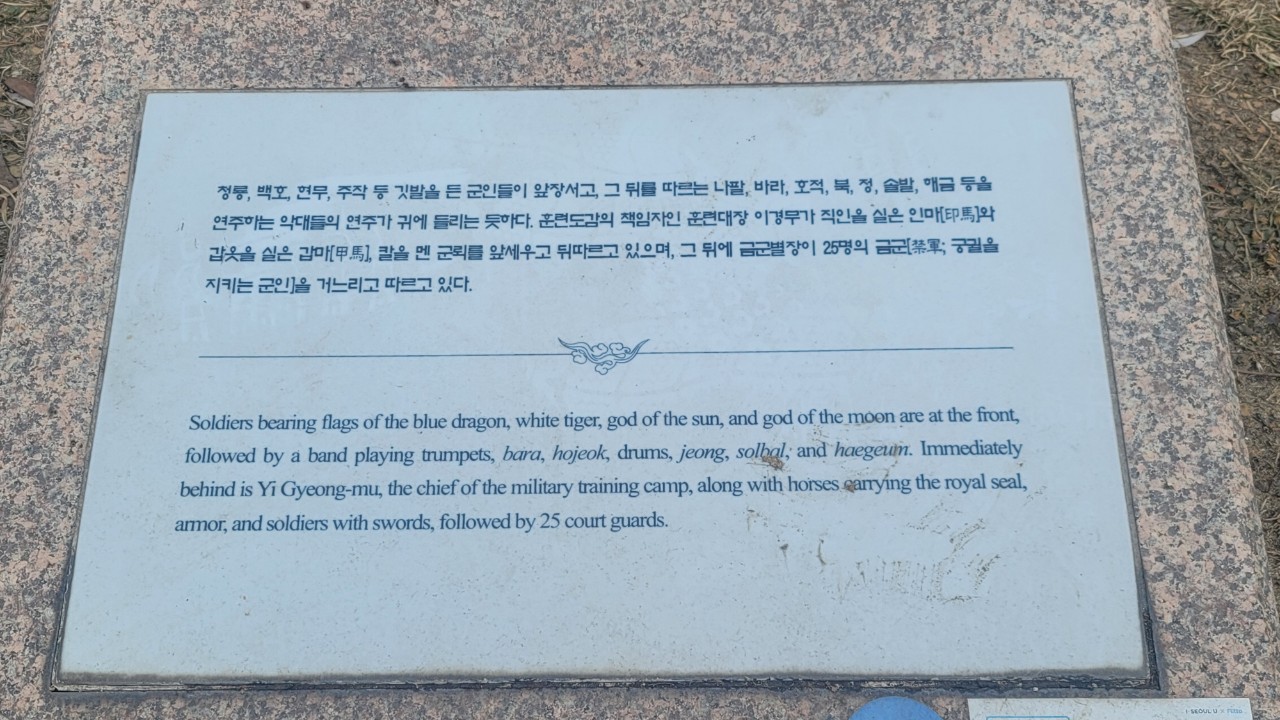 청룡, 백호, 현무, 주작 등 깃발을 든 군인들이 앞장서고, 그 뒤를 따르는 나팔, 바라, 호적, 북, 정, 솔발, 해금 등을
연주하는 악대들의 연주가 귀에 들리는 듯하다. 훈련도감의 책임자인 훈련대장 이경무가 직인을 실은 인마[印馬]와
갑옷을 실은 갑마[甲馬], 칼을 멘 군뢰를 앞세우고 뒤따르고 있으며, 그 뒤에 금군별장이 25명의 금군[禁軍; 궁궐을
지키는 군인]을 거느리고 따르고 있다.
Soldiers bearing flags of the blue dragon, white tiger, god of the sun, and god of the moon are at the front,
followed by a band playing trumpets, bara, hojeok, drums, jeong, solbal, and haegeum. Immediately
behind is Yi Gyeong-mu, the chief of the military training camp, along with horses carrying the royal seal,
armor, and soldiers with swords, followed by 25 court guards.
I·SEOUL·U